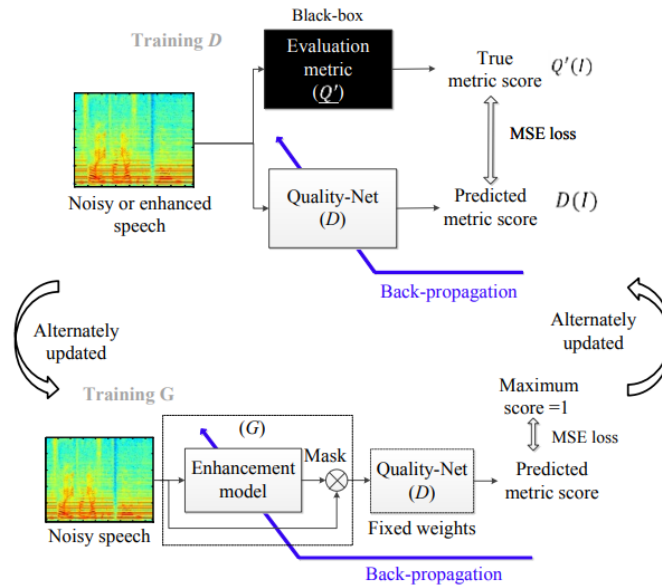 Black-box
Training D
Evaluation
metric
(Q')
True
metric score
Q'(I)
MSE loss
Noisy or enhanced
speech
Quality-Net
(D)
Predicted
metric score
D(I)
Back-propagation
Alternately
updated
Alternately
updated
Training G
Maximum
score =1
(G)
Mask
MSE loss
Enhancement
model
Quality-Net
(D)
Predicted
metric score
Noisy speech
Fixed weights
Back-propagation